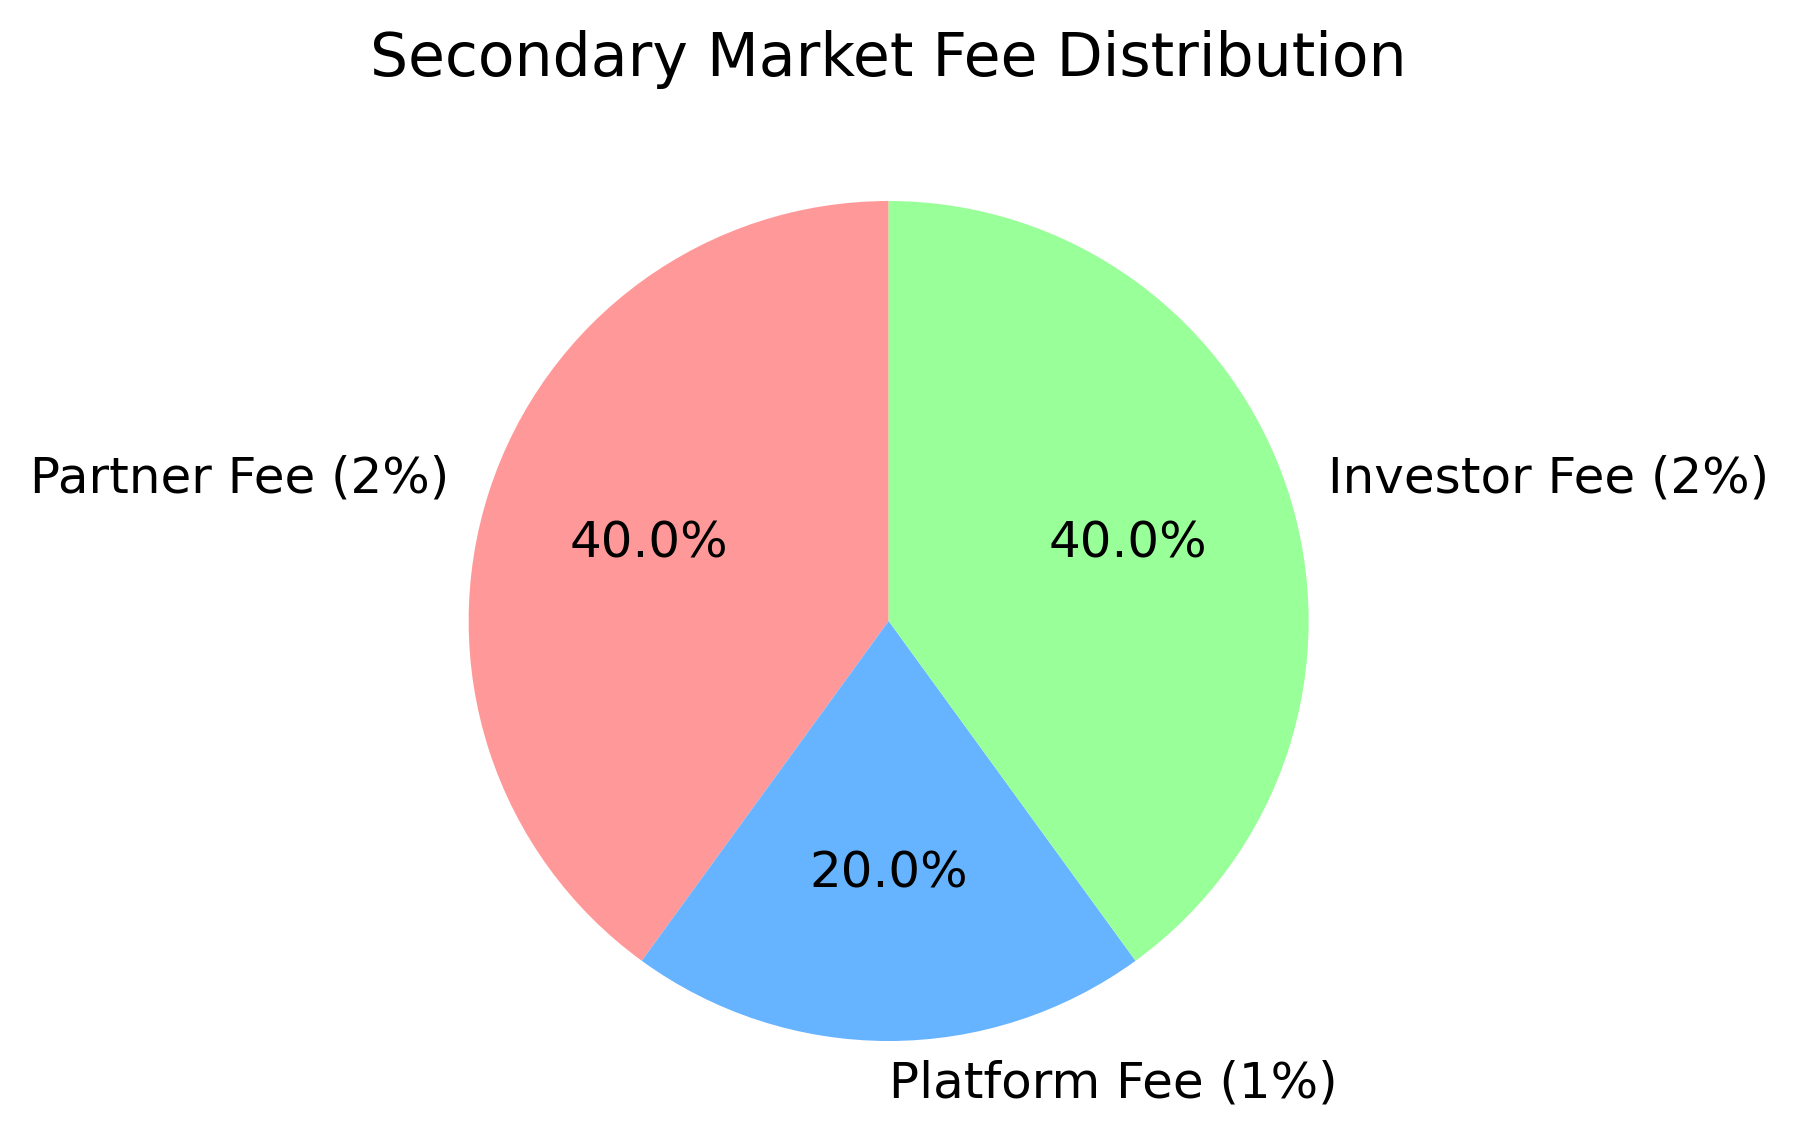 Secondary Market Fee Distribution
Partner Fee (2%)
Investor Fee (2%)
40.0%
40.0%
20.0%
Platform Fee (1%)